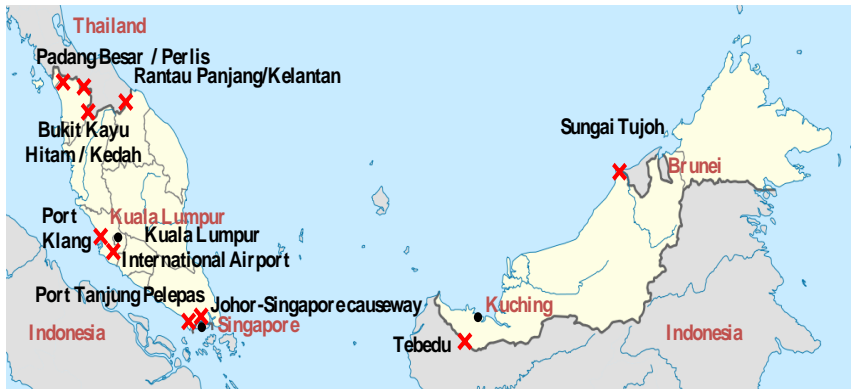 Thailand
Padang Besar / Perlis
Rantau Panjang/Kelantan
Bukit Kayu
Hitam / Kedah
Sungai Tujoh
Brunei
Port
Klang
Kuala Lumpur
Kuala Lumpur
International Airport
Port Tanjung Pelepas
Johor-Singapore causeway
Singapore
Indonesia
Kuching
Tebedu
Indonesia